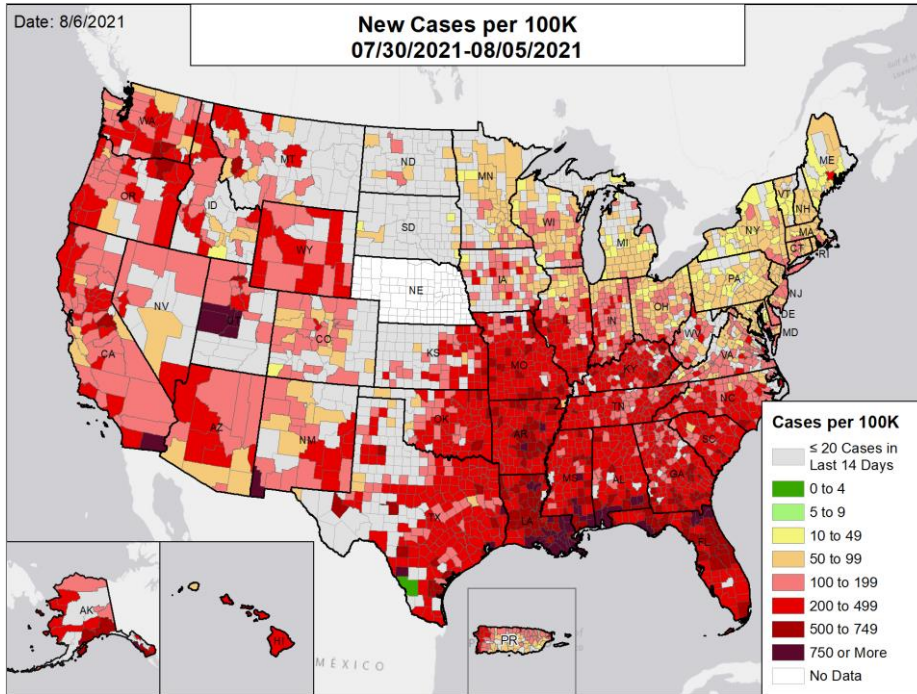 Date: 8/6/2021
New Cases per 100K
07/30/2021-08/05/2021
WA
MT
ND
MN
ME
OR
ID
WI
VT
NH
SD
WY
MI
NY
MA
CT
RI
IA
NE
PA
NJ
NV
UT
IL
IN
OH
DE
MD
CO
WV
CA
KS
MO
KY
VA
TN
NC
AZ
NM
OK
AR
SC
MS
AL
GA
TX
LA
FL
AK
HI
MÉXICO
PR
Cases per 100K
≤ 20 Cases in
Last 14 Days
0 to 4
5 to 9
10 to 49
50 to 99
100 to 199
200 to 499
500 to 749
750 or More
No Data